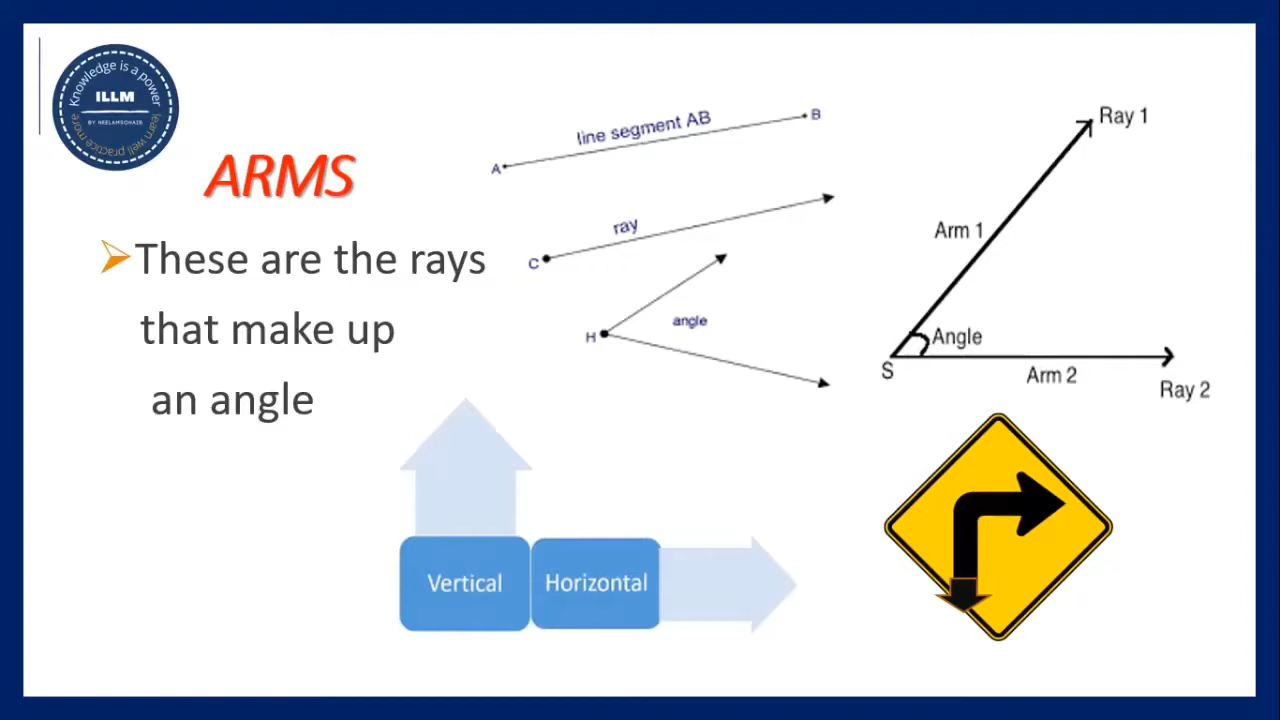 Knowledge is a power
ILLM
BY NEELAMSOHAIB
learn well practice more
ARMS
These are the rays
that make up
an angle
line segment AB
A
B
ray
C
angle
H
Ray 1
Arm 1
Angle
S
Arm 2
Ray 2
Vertical
Horizontal